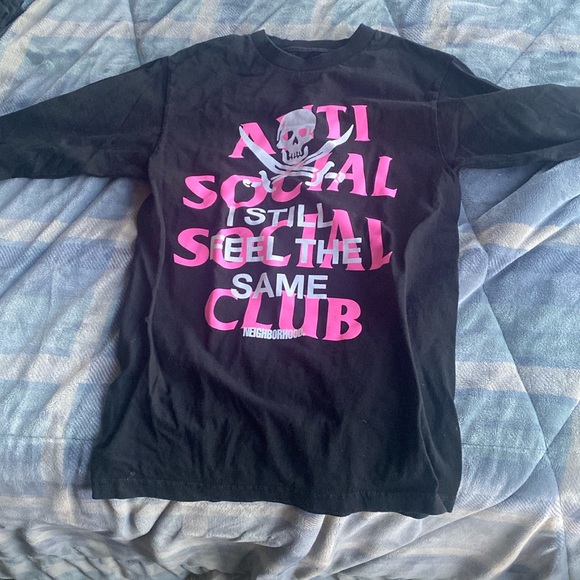 ANTI
SOCIAL
I STILL
SOCIAL
FEEL THE
SAME
CLUB
NEIGHBORHOOD